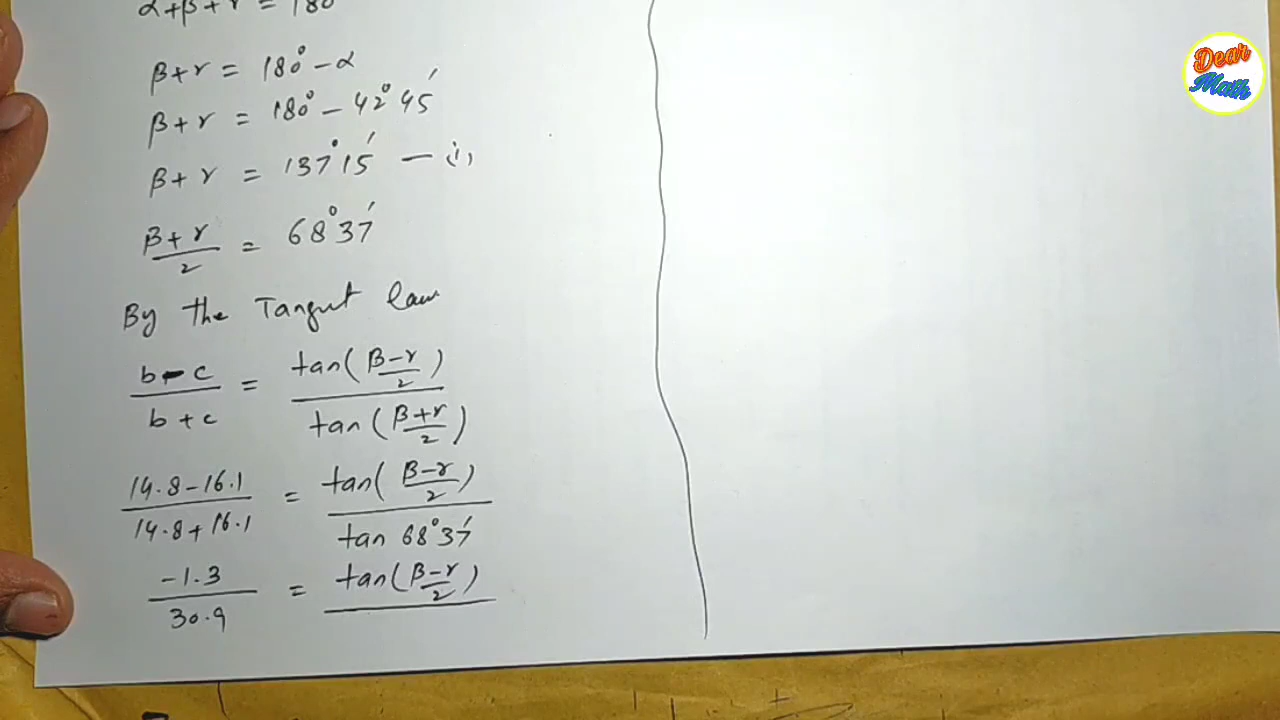 α+β+γ = 180
β+γ = 180° - α
β+γ = 180° - 42° 45′
β+γ = 137° 15′ — (i)
β+γ/2 = 68° 37′
By the Tangent law
b-c/b+c = tan(β-γ/2)/tan(β+γ/2)
14.8-16.1/14.8+16.1 = tan(β-γ/2)/tan 68° 37′
-1.3/30.9 = tan(β-γ/2)
Dear
Math